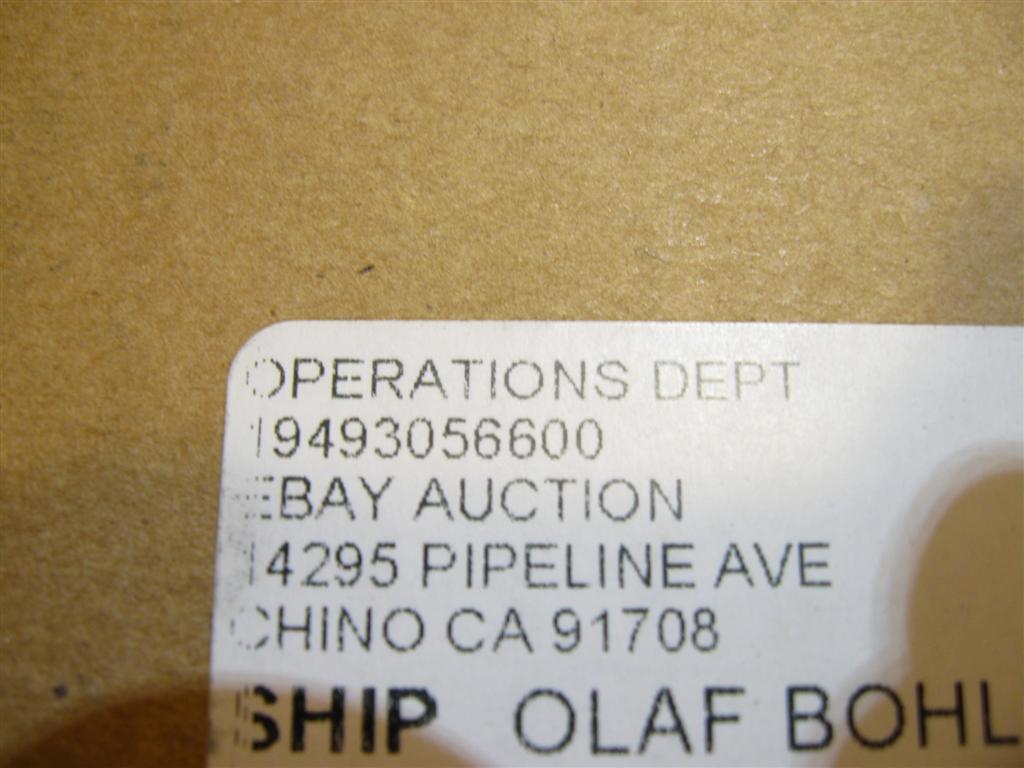 OPERATIONS DEPT
19493056600
EBAY AUCTION
14295 PIPELINE AVE
CHINO CA 91708
SHIP OLAF BOHL